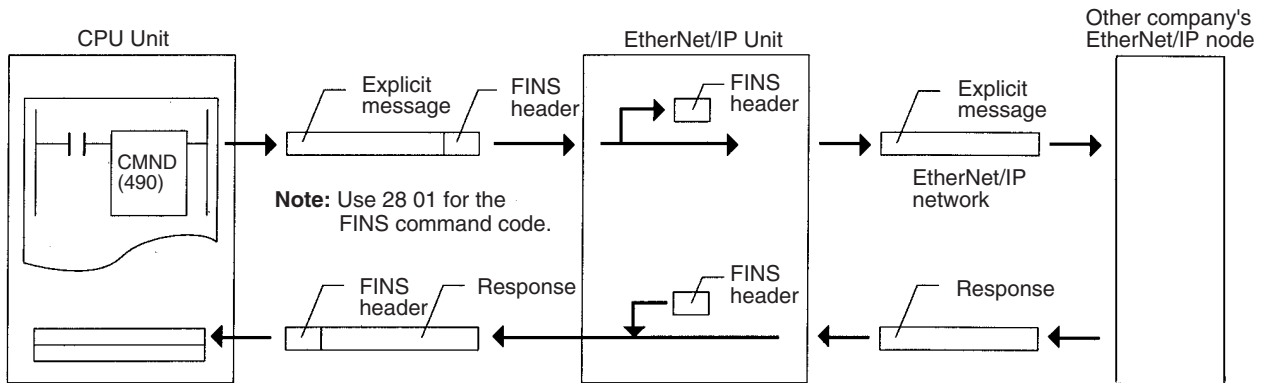 CPU Unit
EtherNet/IP Unit
Other company's
EtherNet/IP node
Explicit
message
FINS
header
FINS
header
Explicit
message
CMND
(490)
Note: Use 28 01 for the
FINS command code.
EtherNet/IP
network
FINS
header
Response
FINS
header
Response